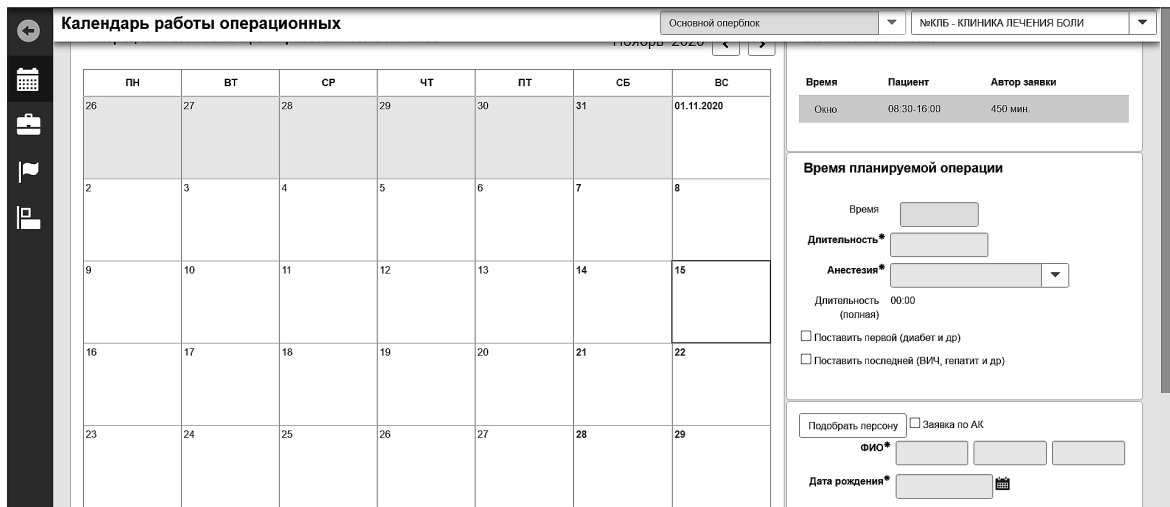 Календарь работы операционных
Основной оперблок
№КЛБ - КЛИНИКА ЛЕЧЕНИЯ БОЛИ
Ноябрь 2020
ПН ВТ СР ЧТ ПТ СБ ВС
26 27 28 29 30 31 01.11.2020
2 3 4 5 6 7 8
9 10 11 12 13 14 15
16 17 18 19 20 21 22
23 24 25 26 27 28 29
Время Пациент Автор заявки
Окно 08:30-16:00 450 мин.
Время планируемой операции
Время
Длительность*
Анестезия*
Длительность 00:00
(полная)
Поставить первой (диабет и др)
Поставить последней (ВИЧ, гепатит и др)
Подобрать персону Заявка по АК
ФИО*
Дата рождения*